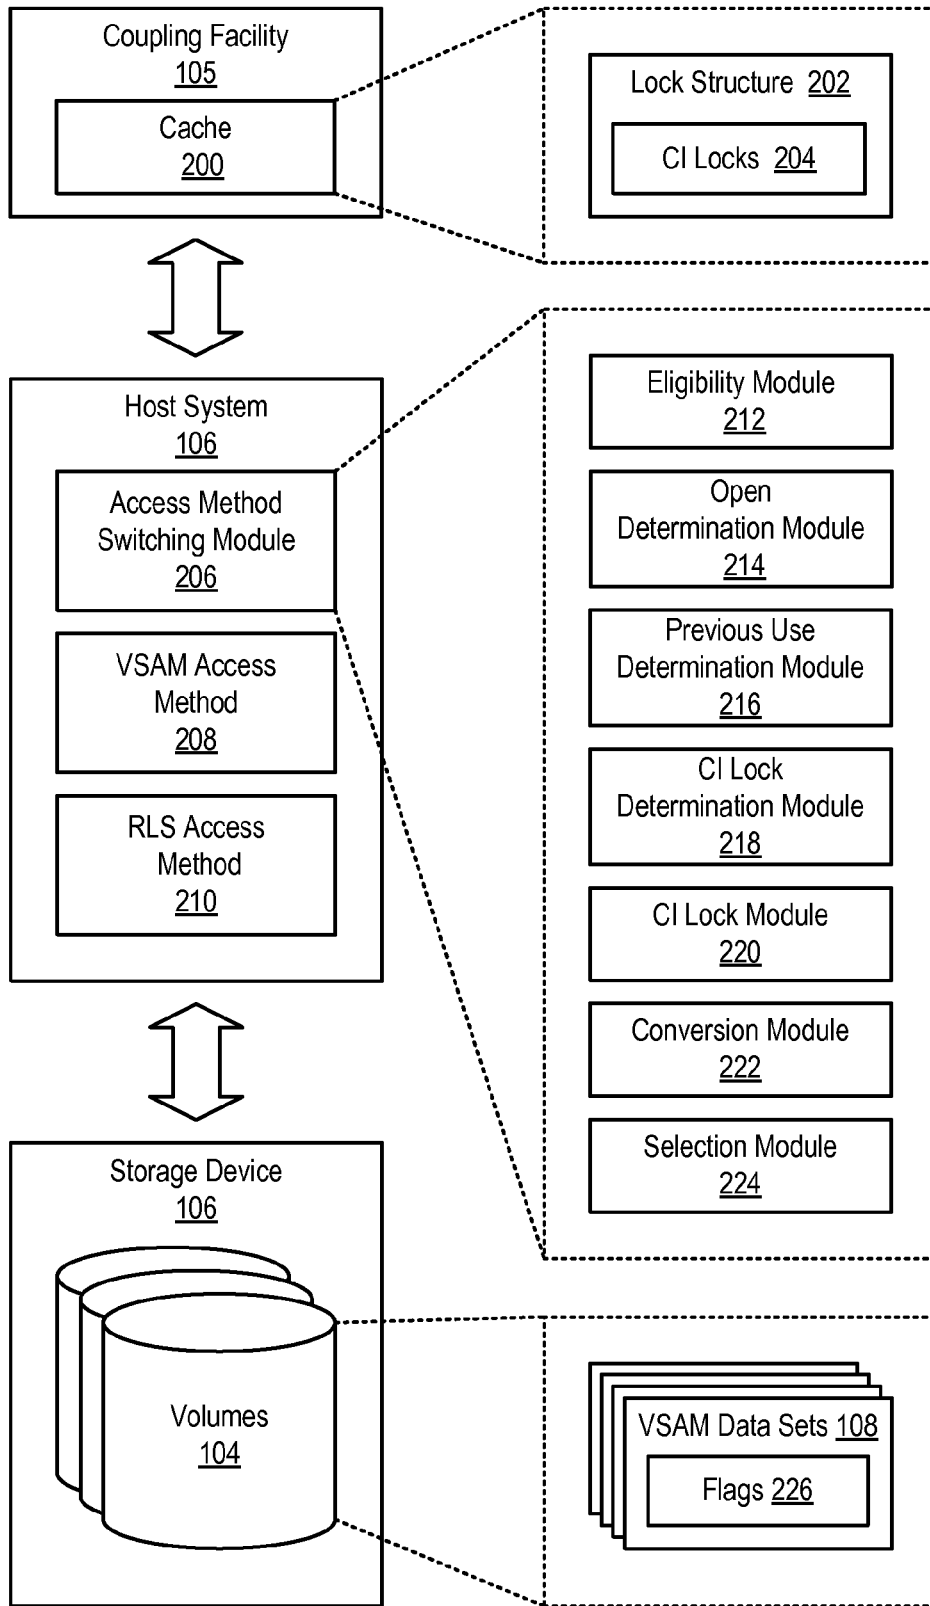 Coupling Facility
105
Cache
200
Lock Structure 202
CI Locks 204
Host System
106
Access Method
Switching Module
206
VSAM Access
Method
208
RLS Access
Method
210
Eligibility Module
212
Open
Determination Module
214
Previous Use
Determination Module
216
CI Lock
Determination Module
218
CI Lock Module
220
Conversion Module
222
Selection Module
224
Storage Device
106
Volumes
104
VSAM Data Sets 108
Flags 226